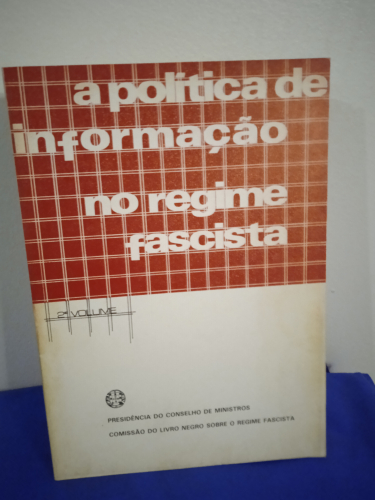 a política de
informação
no regime
fascista
2º VOLUME
PRESIDÊNCIA DO CONSELHO DE MINISTROS
COMISSÃO DO LIVRO NEGRO SOBRE O REGIME FASCISTA